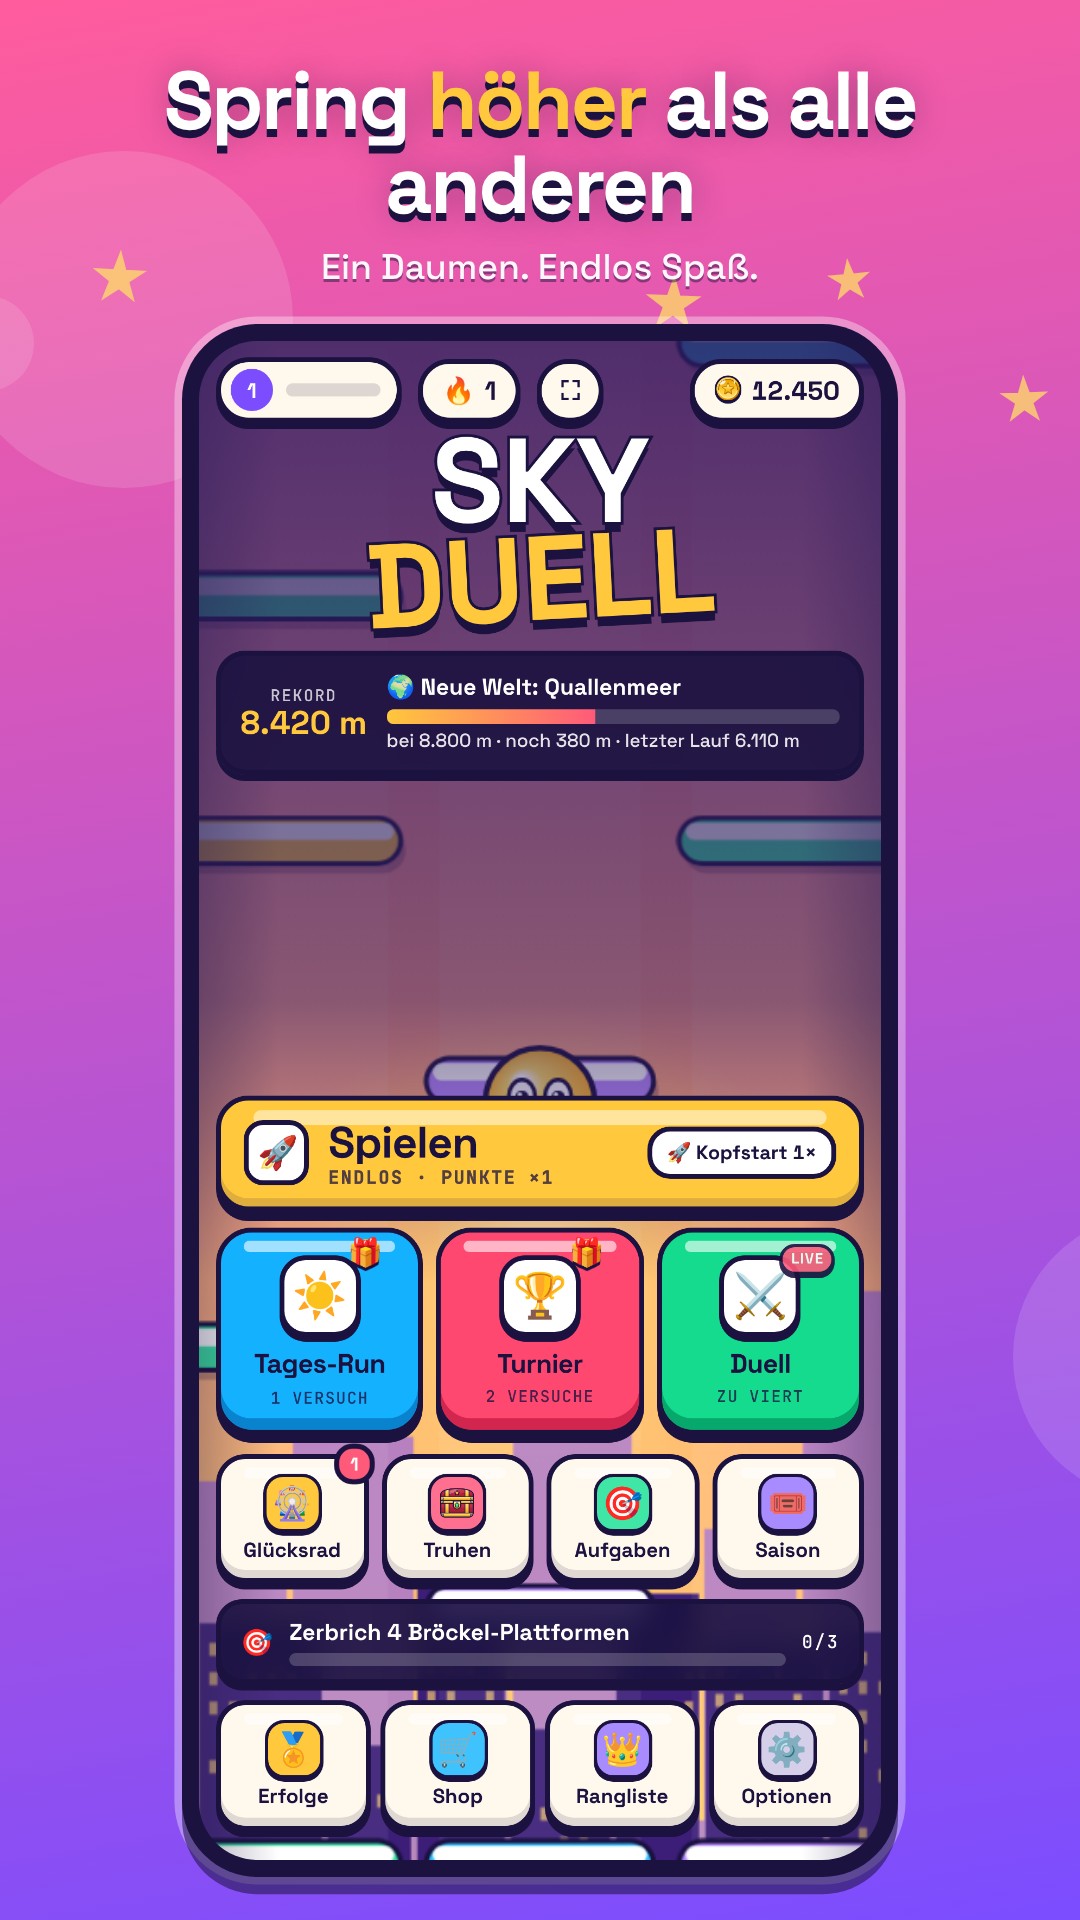 Spring höher als alle
anderen
Ein Daumen. Endlos Spaß.
1
1
12.450
SKY
DUELL
REKORD
8.420 m
Neue Welt: Quallenmeer
bei 8.800 m · noch 380 m · letzter Lauf 6.110 m
Spielen
ENDLOS · PUNKTE ×1
Kopfstart 1×
Tages-Run
1 VERSUCH
Turnier
2 VERSUCHE
LIVE
Duell
ZU VIERT
1
Glücksrad
Truhen
Aufgaben
Saison
Zerbrich 4 Bröckel-Plattformen
0/3
Erfolge
Shop
Rangliste
Optionen